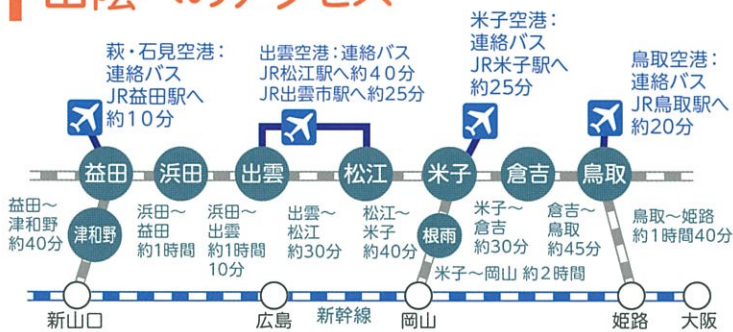 山陰へのアクセス
萩・石見空港：
連絡バス
JR益田駅へ
約10分
出雲空港：連絡バス
JR松江駅へ約40分
JR出雲市駅へ約25分
米子空港：
連絡バス
JR米子駅へ
約25分
鳥取空港：
連絡バス
JR鳥取駅へ
約20分
益田
浜田
出雲
松江
米子
倉吉
鳥取
益田～
津和野
約40分
津和野
浜田～
益田
約1時間
浜田～
出雲
約1時間
10分
出雲～
松江
約30分
松江～
米子
約40分
根雨
米子～
倉吉
約30分
倉吉～
鳥取
約45分
鳥取～姫路
約1時間40分
米子～岡山 約2時間
新山口
広島
新幹線
岡山
姫路
大阪